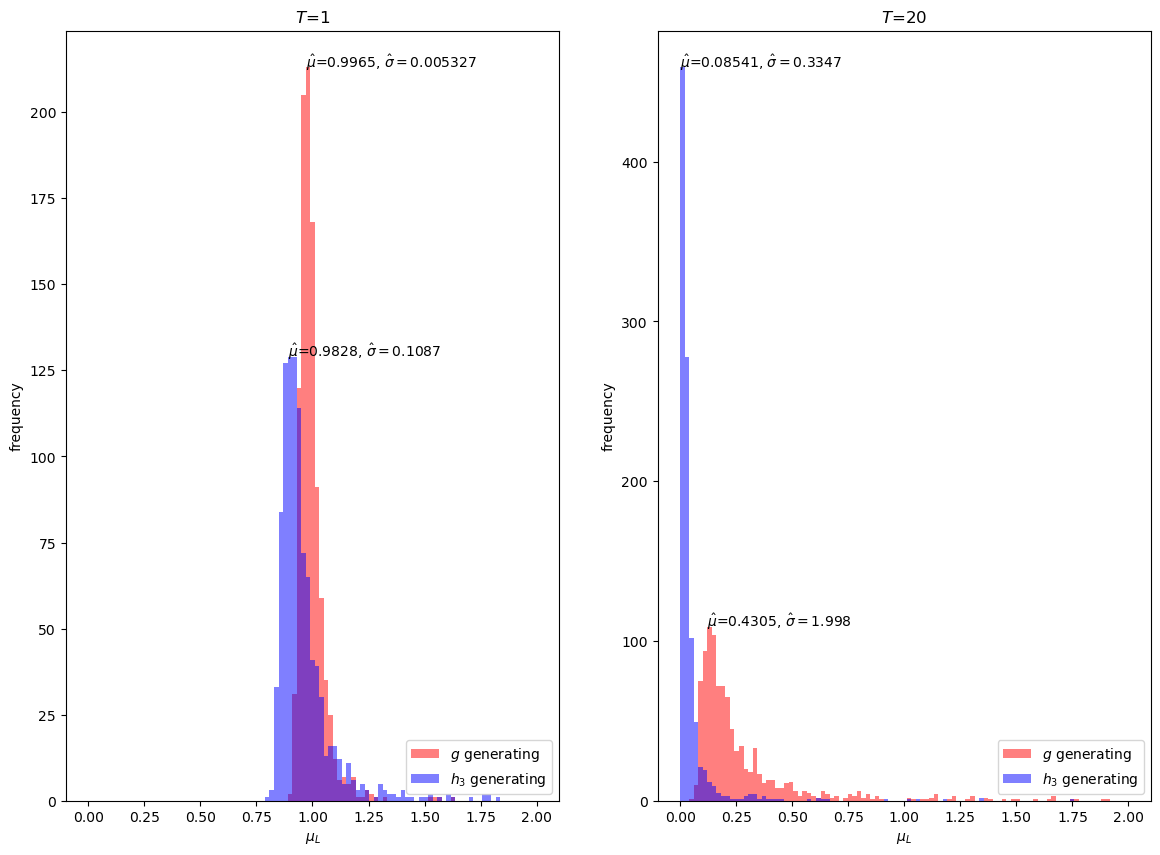 T=1
μ̂=0.9965, σ̂ = 0.005327
μ̂=0.9828, σ̂ = 0.1087
frequency
200
175
150
125
100
75
50
25
0
g generating
h₃ generating
0.00 0.25 0.50 0.75 1.00 1.25 1.50 1.75 2.00
μ_L
T=20
μ̂=0.08541, σ̂ = 0.3347
μ̂=0.4305, σ̂ = 1.998
frequency
400
300
200
100
0
g generating
h₃ generating
0.00 0.25 0.50 0.75 1.00 1.25 1.50 1.75 2.00
μ_L